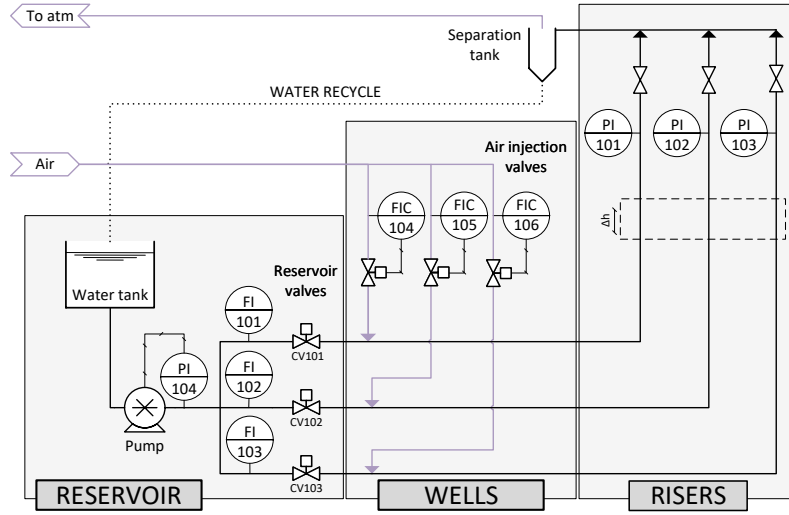 To atm
Separation
tank
WATER RECYCLE
Air
Air injection
valves
PI
101
PI
102
PI
103
FIC
104
FIC
105
FIC
106
Δh
Water tank
Reservoir
valves
FI
101
CV101
PI
104
FI
102
CV102
Pump
FI
103
CV103
RESERVOIR
WELLS
RISERS